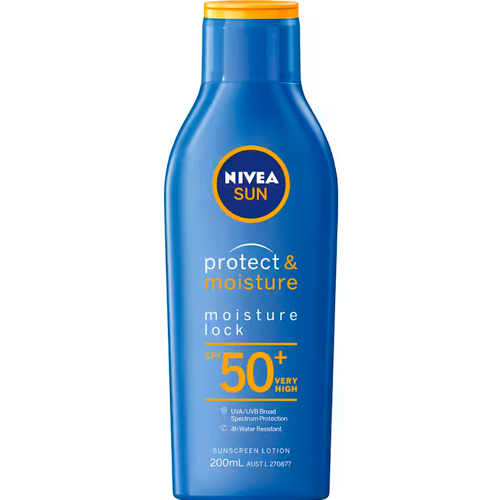 NIVEA
SUN
protect &
moisture
moisture
lock
SPF 50+
VERY
HIGH
UVA/UVB Broad
Spectrum Protection
4h Water Resistant
SUNSCREEN LOTION
200mL AUST L 270877